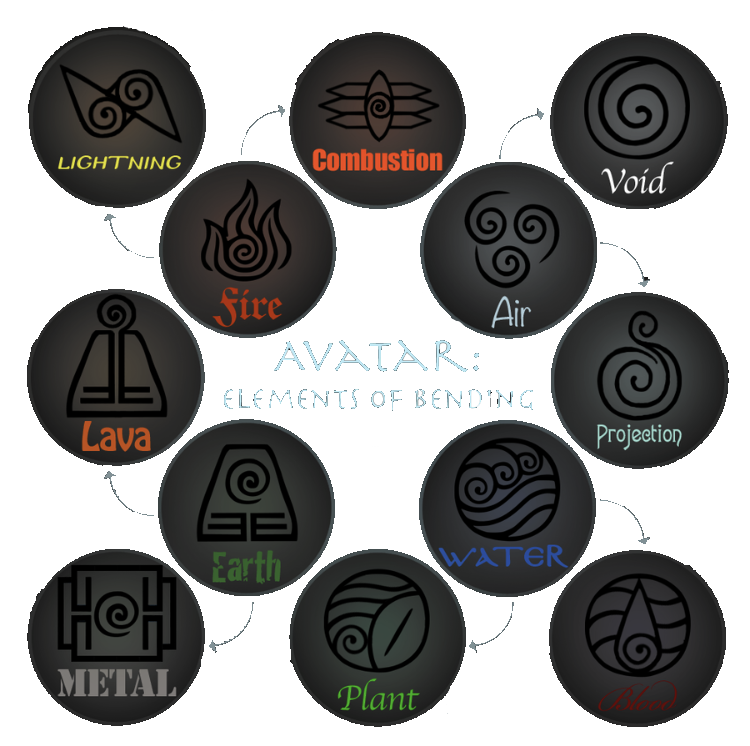 LIGHTNING
Combustion
Void
Fire
Air
AVATAR:
ELEMENTS OF BENDING
Lava
Projection
Earth
WATER
METAL
Plant
Blood